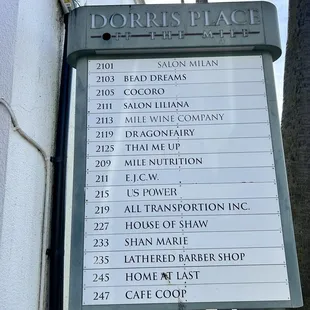 DORRIS PLACE
OFF THE MILE
2101 SALON MILAN
2103 BEAD DREAMS
2105 COCORO
2111 SALON LILIANA
2113 MILE WINE COMPANY
2119 DRAGONFAIRY
2125 THAI ME UP
209 MILE NUTRITION
211 E.J.C.W.
215 US POWER
219 ALL TRANSPORTION INC.
227 HOUSE OF SHAW
233 SHAN MARIE
235 LATHERED BARBER SHOP
245 HOME AT LAST
247 CAFE COOP